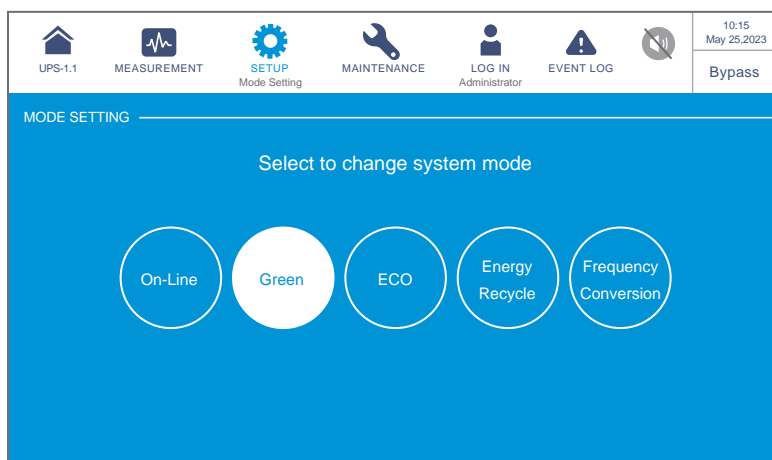 UPS-1.1
MEASUREMENT
SETUP
Mode Setting
MAINTENANCE
LOG IN
Administrator
EVENT LOG
10:15
May 25,2023
Bypass
MODE SETTING
Select to change system mode
On-Line
Green
ECO
Energy
Recycle
Frequency
Conversion